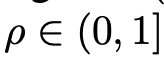 ρ ∈ (0, 1]